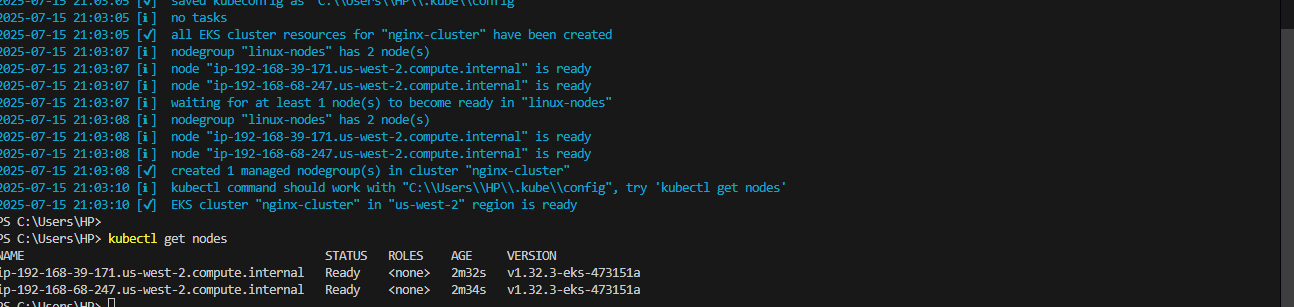 2025-07-15 21:03:05 [✔]  saved kubeconfig as "C:\\Users\\HP\\.kube\\config"
2025-07-15 21:03:05 [ℹ]  no tasks
2025-07-15 21:03:05 [✔]  all EKS cluster resources for "nginx-cluster" have been created
2025-07-15 21:03:07 [ℹ]  nodegroup "linux-nodes" has 2 node(s)
2025-07-15 21:03:07 [ℹ]  node "ip-192-168-39-171.us-west-2.compute.internal" is ready
2025-07-15 21:03:07 [ℹ]  node "ip-192-168-68-247.us-west-2.compute.internal" is ready
2025-07-15 21:03:07 [ℹ]  waiting for at least 1 node(s) to become ready in "linux-nodes"
2025-07-15 21:03:08 [ℹ]  nodegroup "linux-nodes" has 2 node(s)
2025-07-15 21:03:08 [ℹ]  node "ip-192-168-39-171.us-west-2.compute.internal" is ready
2025-07-15 21:03:08 [ℹ]  node "ip-192-168-68-247.us-west-2.compute.internal" is ready
2025-07-15 21:03:08 [✔]  created 1 managed nodegroup(s) in cluster "nginx-cluster"
2025-07-15 21:03:10 [ℹ]  kubectl command should work with "C:\\Users\\HP\\.kube\\config", try 'kubectl get nodes'
2025-07-15 21:03:10 [✔]  EKS cluster "nginx-cluster" in "us-west-2" region is ready
PS C:\Users\HP>
PS C:\Users\HP> kubectl get nodes
NAME STATUS ROLES AGE VERSION
ip-192-168-39-171.us-west-2.compute.internal Ready <none> 2m32s v1.32.3-eks-473151a
ip-192-168-68-247.us-west-2.compute.internal Ready <none> 2m34s v1.32.3-eks-473151a
PS C:\Users\HP>